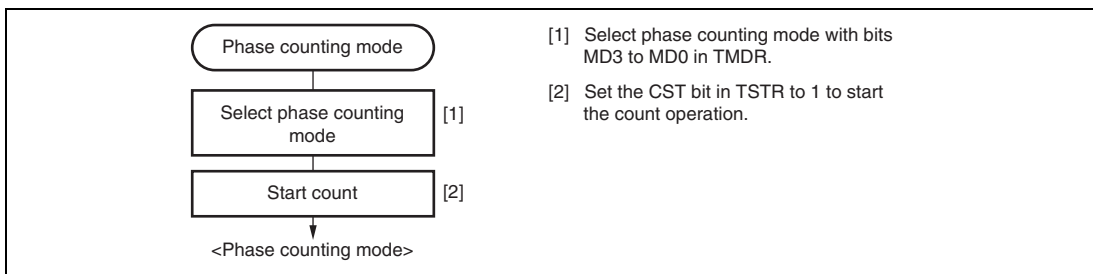 Phase counting mode
Select phase counting
mode
[1]
Start count
[2]
<Phase counting mode>
[1] Select phase counting mode with bits
MD3 to MD0 in TMDR.
[2] Set the CST bit in TSTR to 1 to start
the count operation.